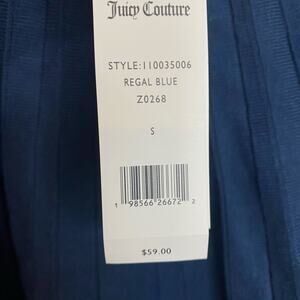 Juicy Couture
STYLE:110035006
REGAL BLUE
Z0268
S
1 98566 26672 2
$59.00